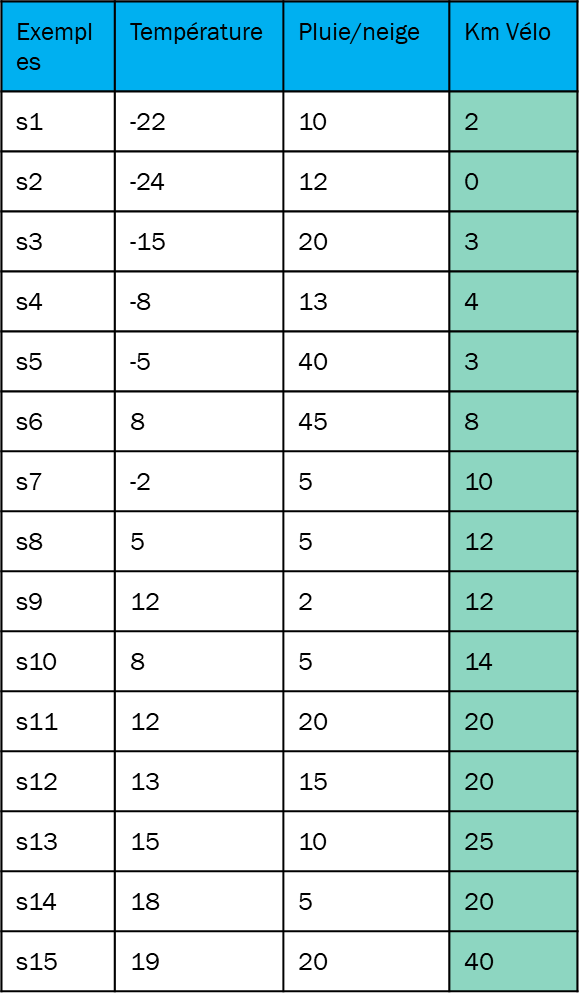 Exempl es Température Pluie/neige Km Vélo
s1 -22 10 2
s2 -24 12 0
s3 -15 20 3
s4 -8 13 4
s5 -5 40 3
s6 8 45 8
s7 -2 5 10
s8 5 5 12
s9 12 2 12
s10 8 5 14
s11 12 20 20
s12 13 15 20
s13 15 10 25
s14 18 5 20
s15 19 20 40